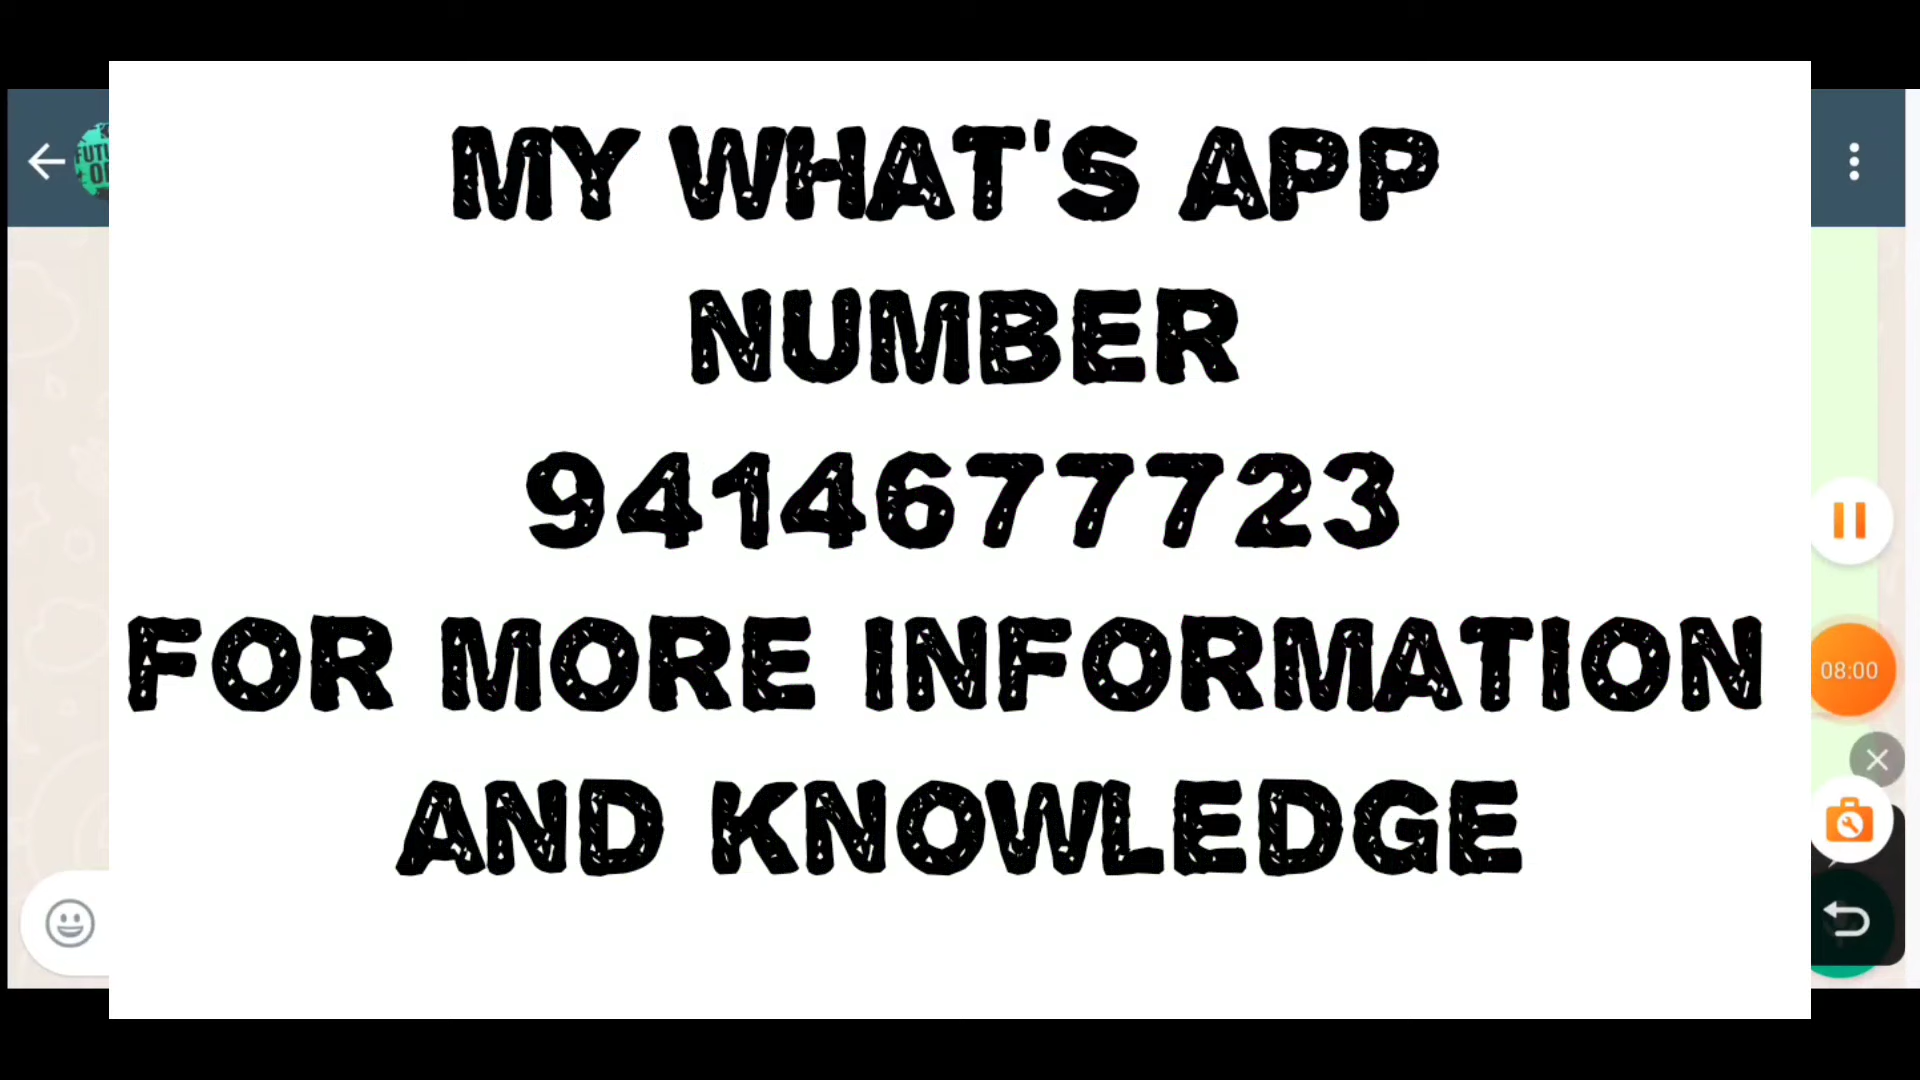 MY WHAT'S APP
NUMBER
9414677723
FOR MORE INFORMATION
AND KNOWLEDGE
08:00